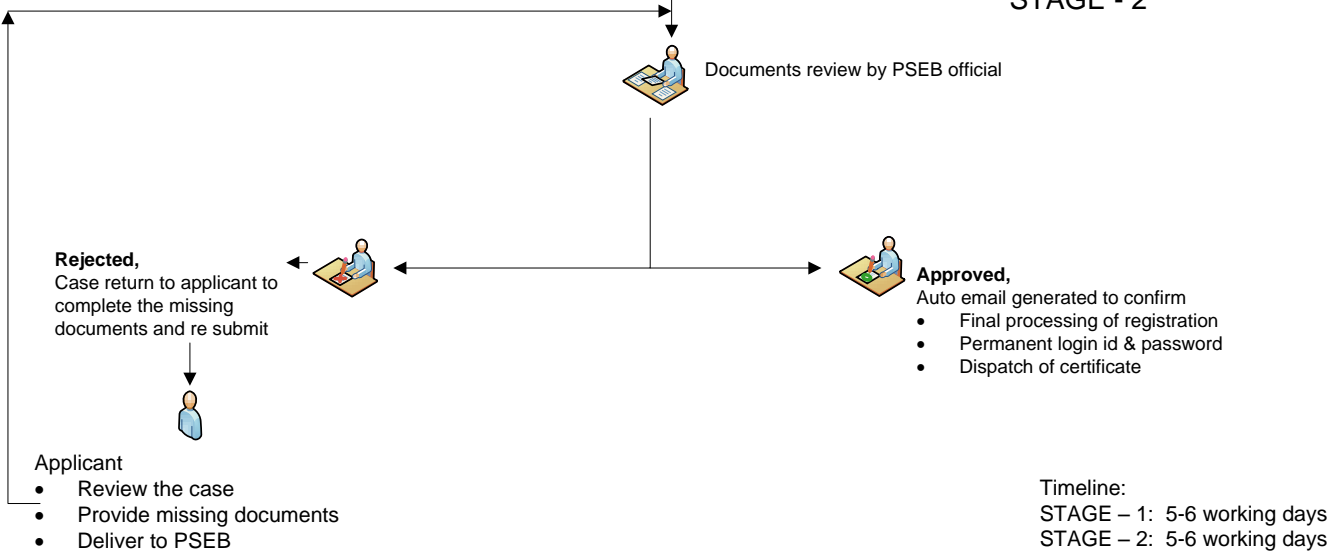 STAGE - 2
Documents review by PSEB official
Rejected,
Case return to applicant to
complete the missing
documents and re submit
Approved,
Auto email generated to confirm
• Final processing of registration
• Permanent login id & password
• Dispatch of certificate
Applicant
• Review the case
• Provide missing documents
• Deliver to PSEB
Timeline:
STAGE – 1: 5-6 working days
STAGE – 2: 5-6 working days